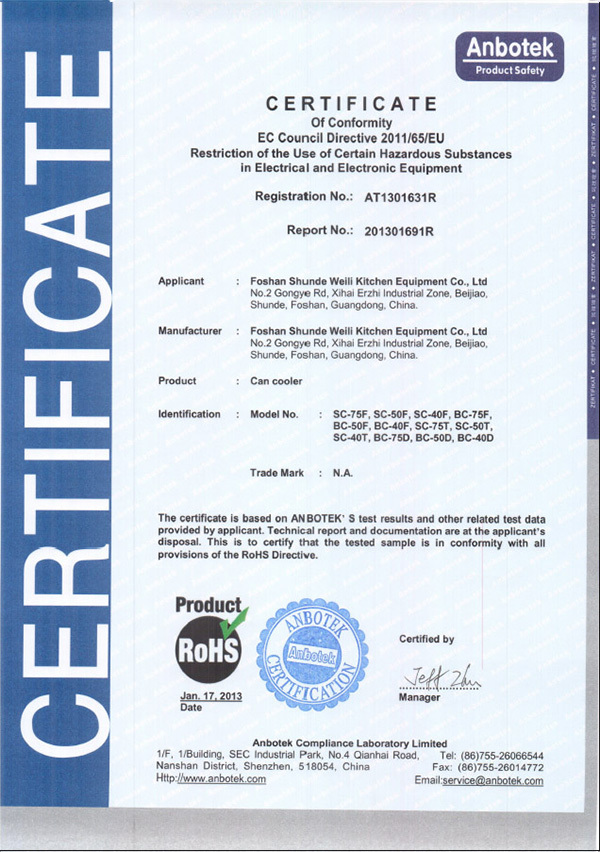 CERTIFICATE
Anbotek
Product Safety
CERTIFICATE
Of Conformity
EC Council Directive 2011/65/EU
Restriction of the Use of Certain Hazardous Substances
in Electrical and Electronic Equipment
Registration No.: AT1301631R
Report No.: 201301691R
Applicant : Foshan Shunde Weili Kitchen Equipment Co., Ltd
No.2 Gongye Rd, Xihai Erzhi Industrial Zone, Beijiao,
Shunde, Foshan, Guangdong, China.
Manufacturer : Foshan Shunde Weili Kitchen Equipment Co., Ltd
No.2 Gongye Rd, Xihai Erzhi Industrial Zone, Beijiao,
Shunde, Foshan, Guangdong, China.
Product : Can cooler
Identification : Model No. : SC-75F, SC-50F, SC-40F, BC-75F,
BC-50F, BC-40F, SC-75T, SC-50T,
SC-40T, BC-75D, BC-50D, BC-40D
Trade Mark : N.A.
The certificate is based on ANBOTEK' S test results and other related test data
provided by applicant. Technical report and documentation are at the applicant's
disposal. This is to certify that the tested sample is in conformity with all
provisions of the RoHS Directive.
Product
RoHS
ANBOTEK
Anbotek
CERTIFICATION
Certified by
Jeff Zhu
Manager
Jan. 17, 2013
Date
Anbotek Compliance Laboratory Limited
1/F, 1/Building, SEC Industrial Park, No.4 Qianhai Road, Tel: (86)755-26066544
Nanshan District, Shenzhen, 518054, China Fax: (86)755-26014772
Http://www.anbotek.com Email:service@anbotek.com